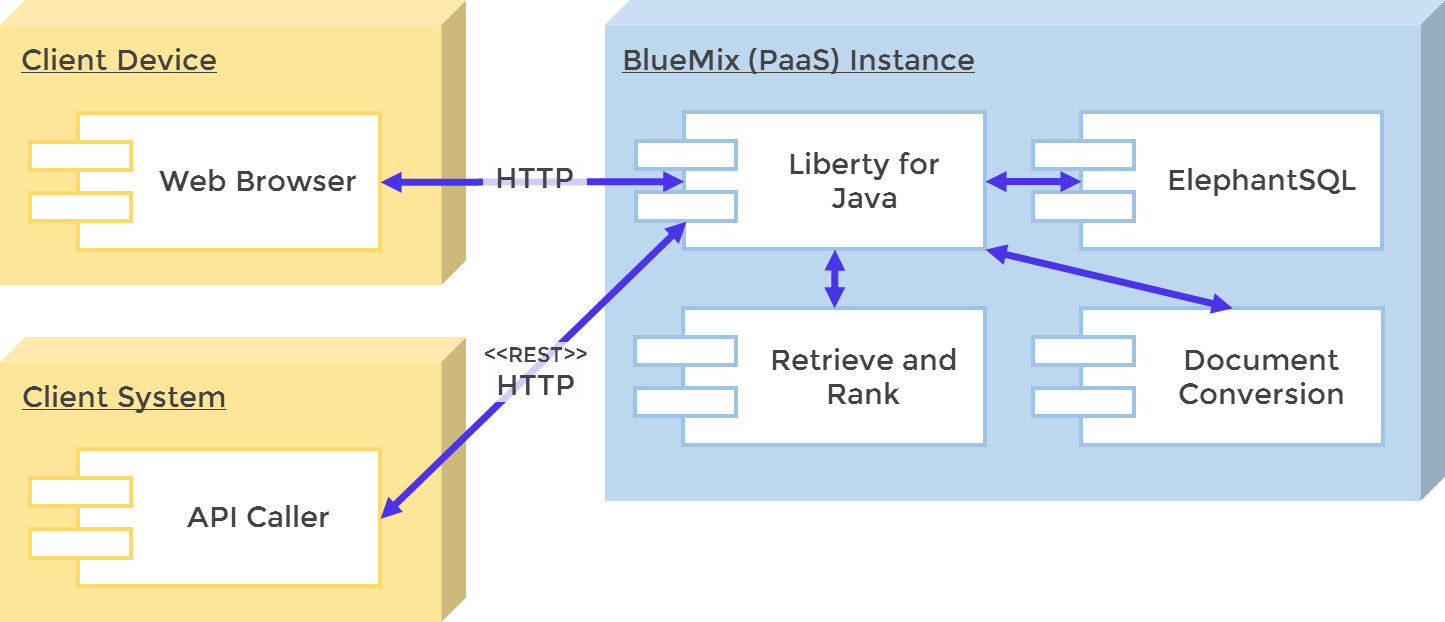 Client Device
Web Browser
HTTP
Client System
API Caller
<<REST>>
HTTP
BlueMix (PaaS) Instance
Liberty for
Java
ElephantSQL
Retrieve and
Rank
Document
Conversion